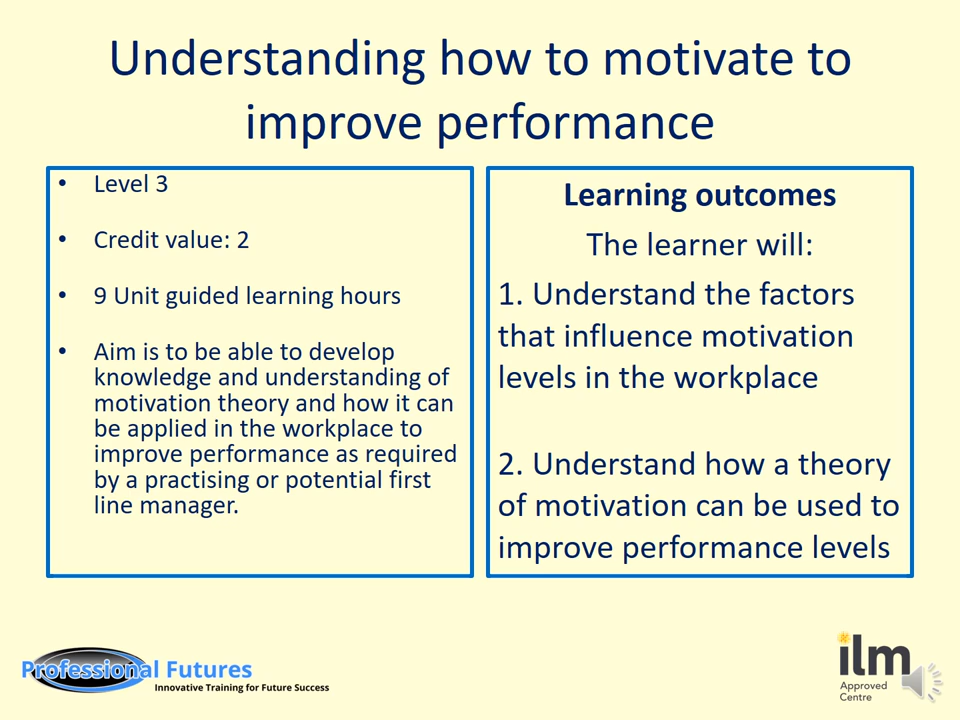 Understanding how to motivate to
improve performance
• Level 3
• Credit value: 2
• 9 Unit guided learning hours
• Aim is to be able to develop
knowledge and understanding of
motivation theory and how it can
be applied in the workplace to
improve performance as required
by a practising or potential first
line manager.
Learning outcomes
The learner will:
1. Understand the factors
that influence motivation
levels in the workplace
2. Understand how a theory
of motivation can be used to
improve performance levels
Professional Futures
Innovative Training for Future Success
ilm
Approved
Centre